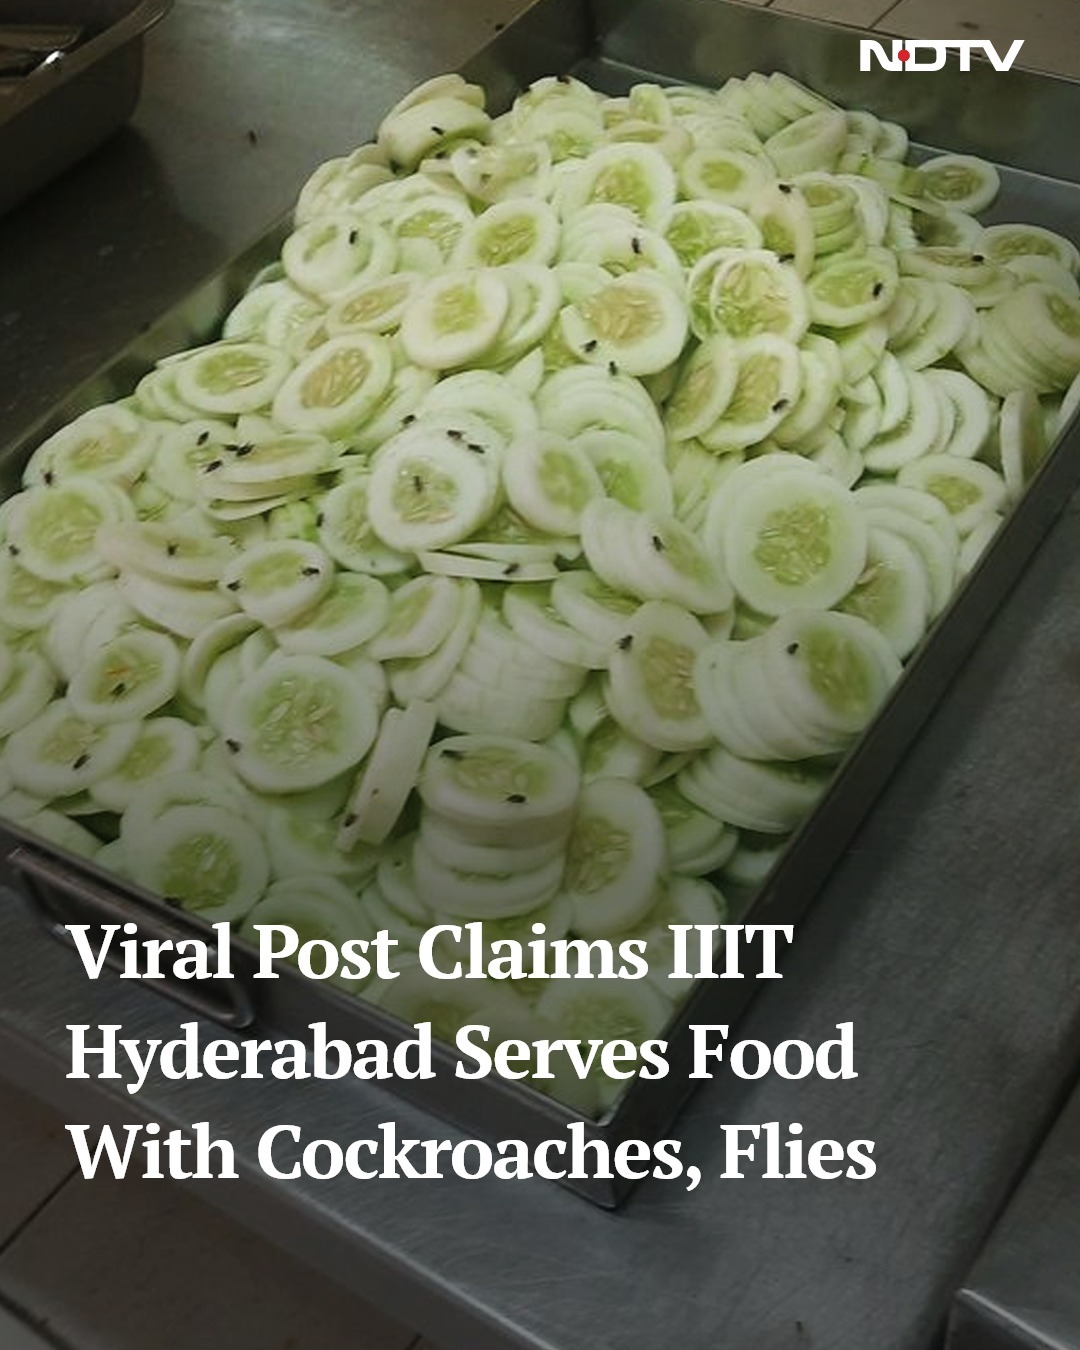 NDTV
Viral Post Claims IIIT
Hyderabad Serves Food
With Cockroaches, Flies